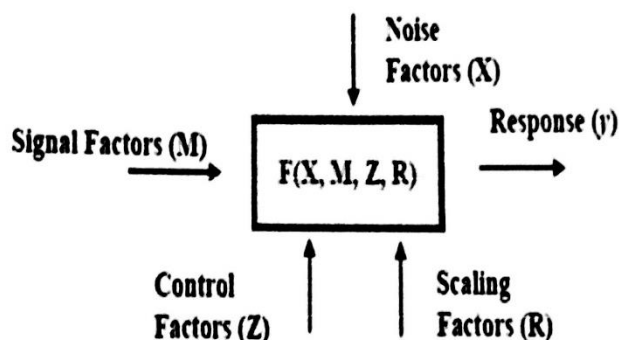 Noise
Factors (X)
Signal Factors (M)
Response (y)
F(X, M, Z, R)
Control
Factors (Z)
Scaling
Factors (R)